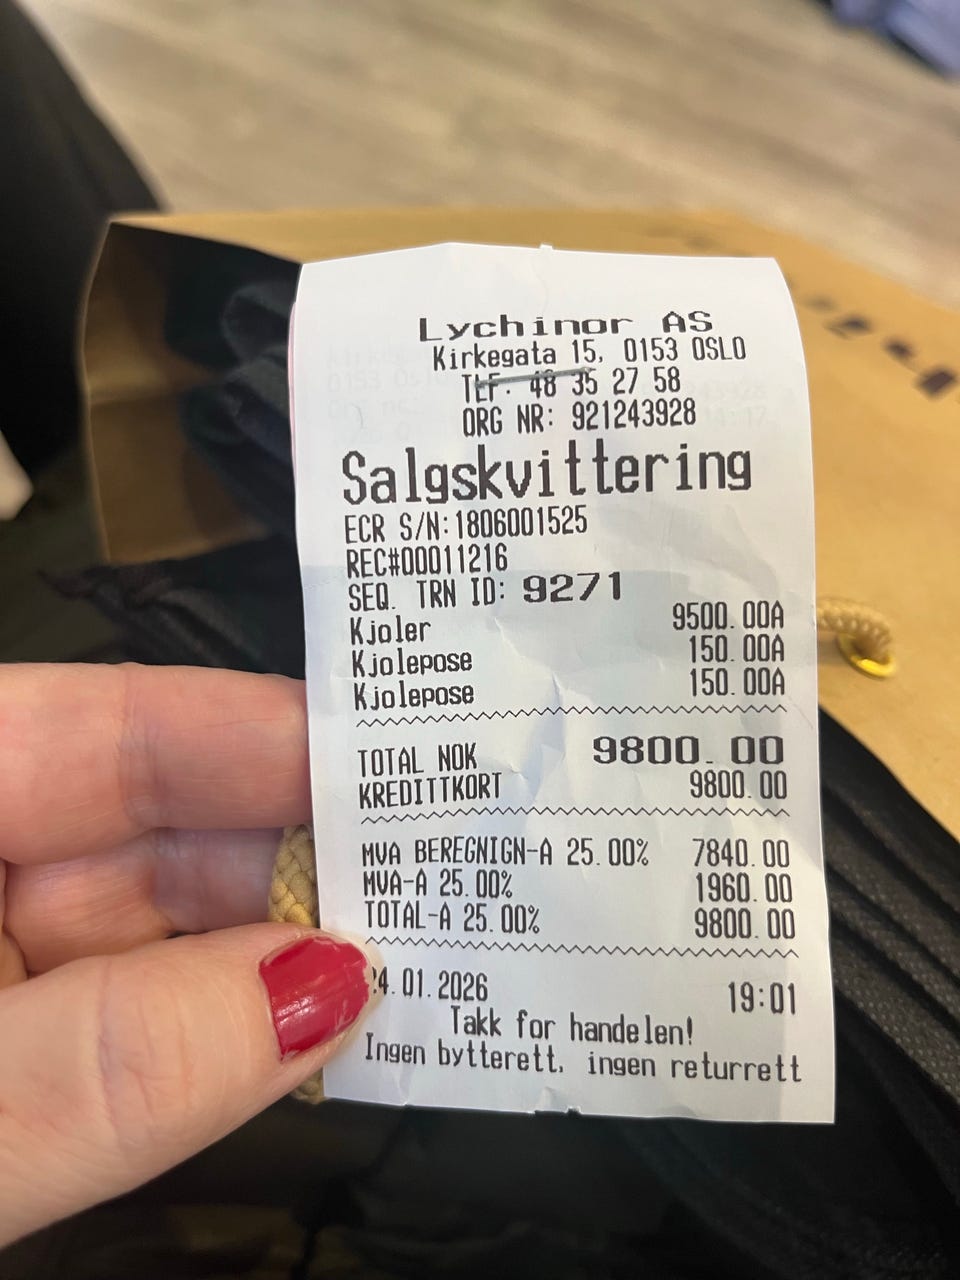 Lychinor AS
Kirkegata 15, 0153 OSLO
TLF. 48 35 27 58
ORG NR: 921243928
Salgskvittering
ECR S/N:1806001525
REC#00011216
SEQ. TRN ID: 9271
Kjoler 9500.00A
Kjolepose 150.00A
Kjolepose 150.00A
TOTAL NOK 9800.00
KREDITTKORT 9800.00
MVA BEREGNIGN-A 25.00% 7840.00
MVA-A 25.00% 1960.00
TOTAL-A 25.00% 9800.00
24.01.2026 19:01
Takk for handelen!
Ingen bytterett, ingen returrett